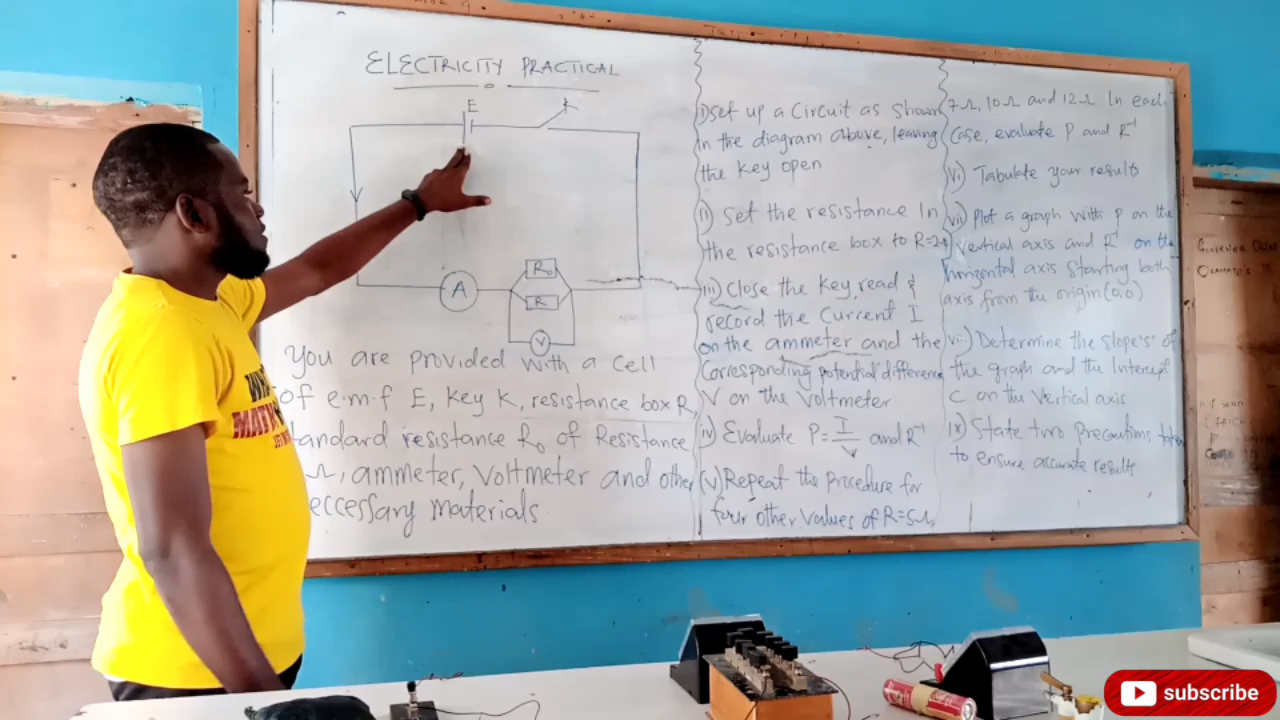 ELECTRICITY PRACTICAL
E
K
A
R₀
R
V
You are provided with a Cell
of e.m.f E, Key K, resistance box R,
tandard resistance R₀ of Resistance
Ω, ammeter, Voltmeter and other
eccessary materials
i) Set up a Circuit as Shown
in the diagram above, leaving
the key open
ii) Set the resistance In
the resistance box to R=2Ω
iii) Close the key, read &
record the Current I
on the ammeter and the
Corresponding potential difference
V on the Voltmeter
iv) Evaluate P = I/V and R⁻¹
(v) Repeat the Procedure for
four other values of R=5Ω,
7Ω, 10Ω and 12Ω In each
Case, evaluate P and R⁻¹
vi) Tabulate your results
vii) Plot a graph with P on the
Vertical axis and R⁻¹ on the
horizontal axis Starting both
axis from the origin (0,0)
vii) Determine the slope 's' of
the graph and the Intercept
C on the Vertical axis
ix) State two Precautions taken
to ensure accurate results
subscribe